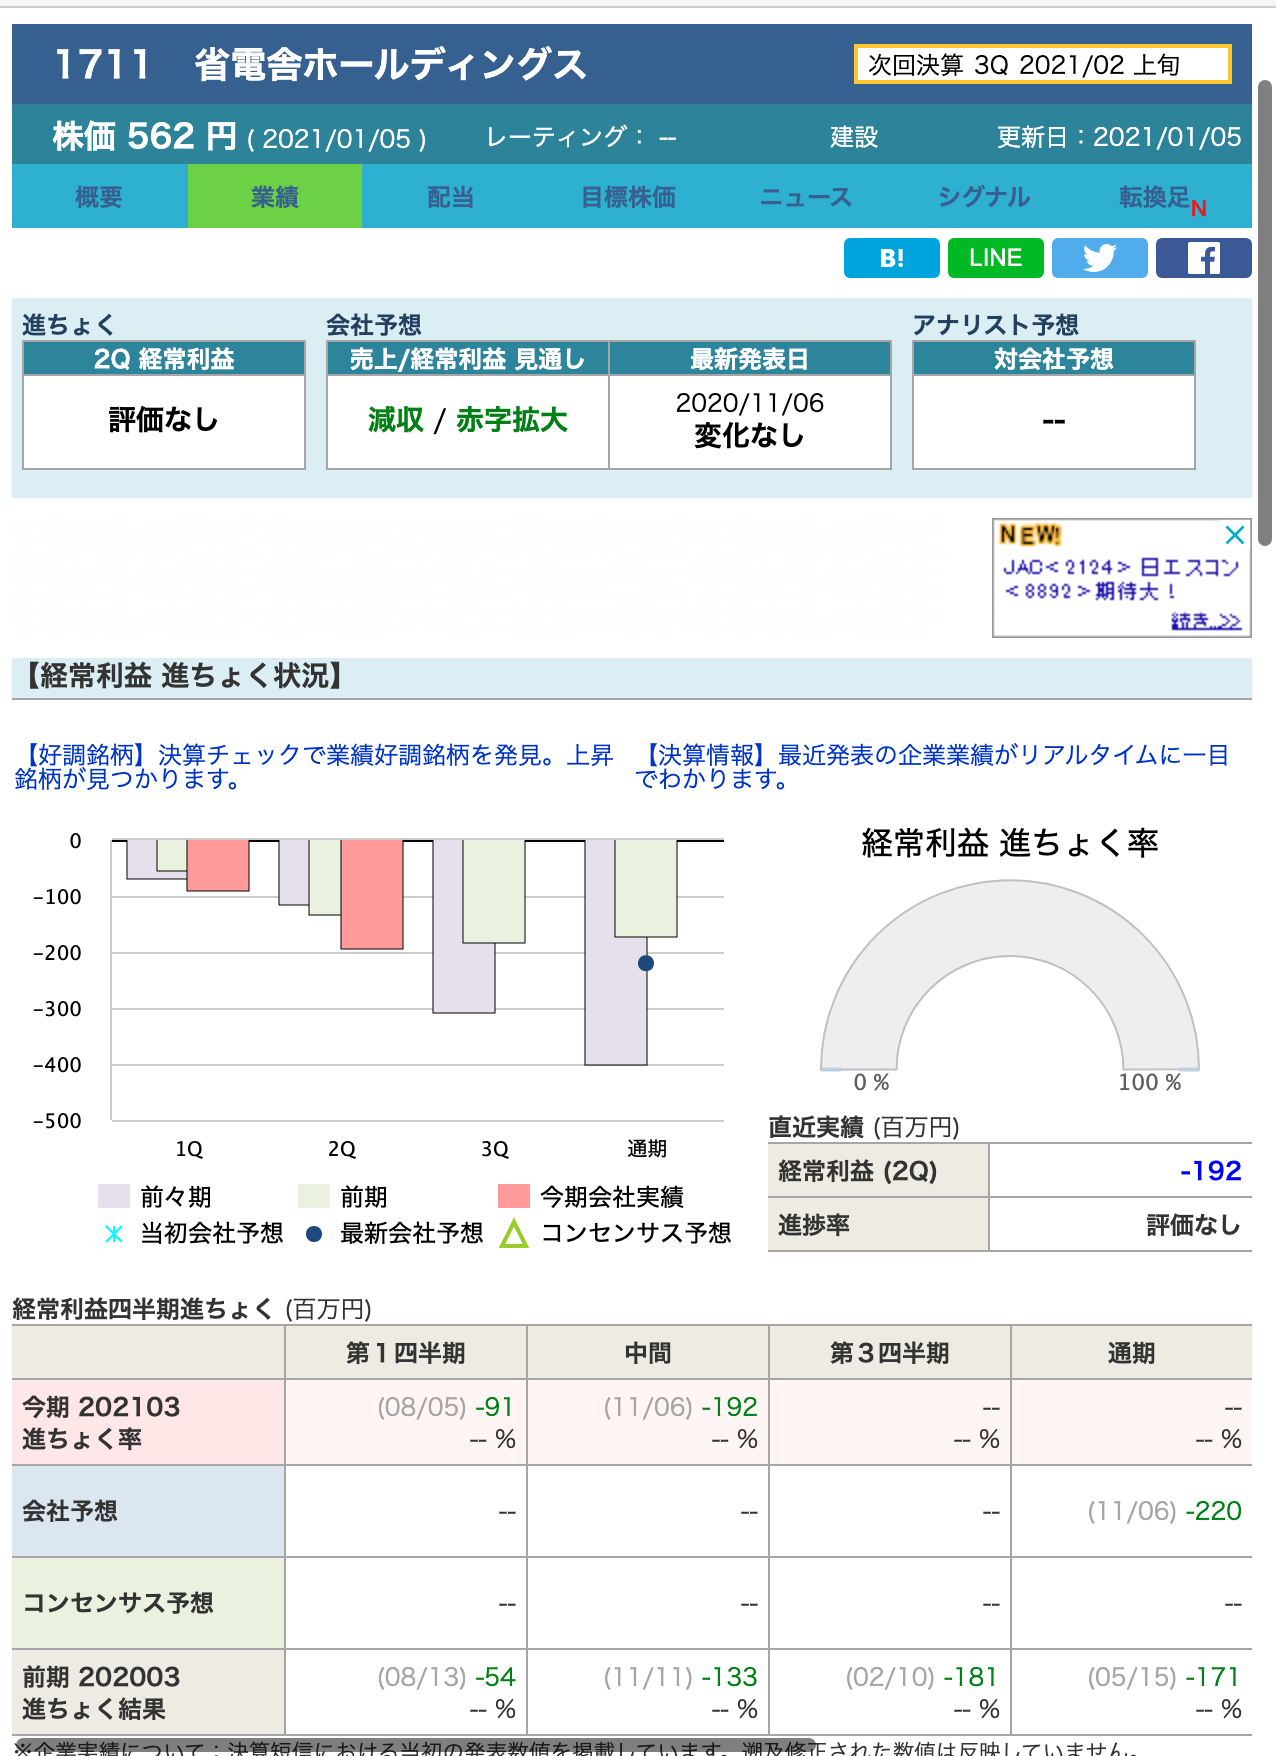 1711 省電舎ホールディングス
次回決算 3Q 2021/02 上旬
株価 562 円 ( 2021/01/05 ) レーティング： -- 建設 更新日：2021/01/05
概要 業績 配当 目標株価 ニュース シグナル 転換足N
B! LINE
進ちょく 会社予想 アナリスト予想
2Q 経常利益 売上/経常利益 見通し 最新発表日 対会社予想
評価なし 減収 / 赤字拡大 2020/11/06 --
変化なし
NEW!
JAC<2124> 日エスコン
<8892>期待大！
続き..>>
【経常利益 進ちょく状況】
【好調銘柄】決算チェックで業績好調銘柄を発見。上昇
銘柄が見つかります。
【決算情報】最近発表の企業業績がリアルタイムに一目
でわかります。
0
-100
-200
-300
-400
-500
1Q 2Q 3Q 通期
前々期 前期 今期会社実績
当初会社予想 最新会社予想 コンセンサス予想
経常利益 進ちょく率
0 % 100 %
直近実績 (百万円)
経常利益 (2Q) -192
進捗率 評価なし
経常利益四半期進ちょく (百万円)
第１四半期 中間 第３四半期 通期
今期 202103 (08/05) -91 (11/06) -192 -- --
進ちょく率 -- % -- % -- % -- %
会社予想 -- -- -- (11/06) -220
コンセンサス予想 -- -- -- --
前期 202003 (08/13) -54 (11/11) -133 (02/10) -181 (05/15) -171
進ちょく結果 -- % -- % -- % -- %
※企業実績について：決算短信における当初の発表数値を掲載しています。遡及修正された数値は反映していません。